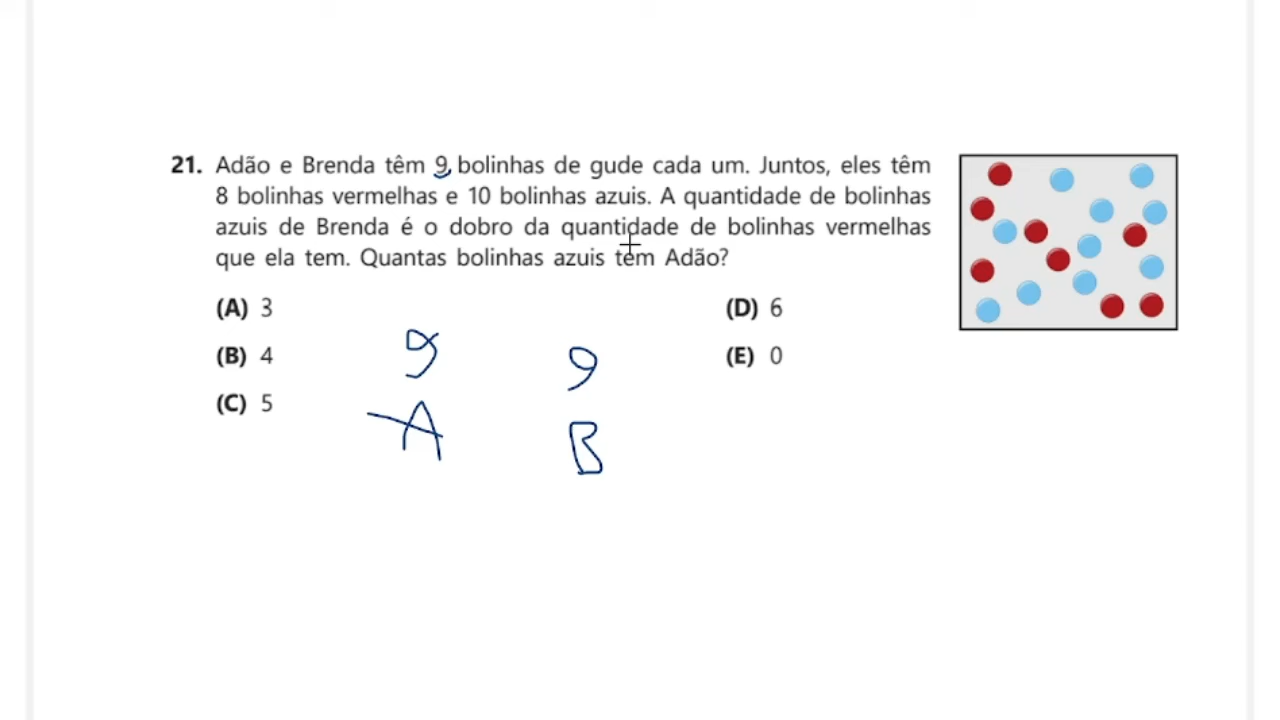 21. Adão e Brenda têm 9 bolinhas de gude cada um. Juntos, eles têm
8 bolinhas vermelhas e 10 bolinhas azuis. A quantidade de bolinhas
azuis de Brenda é o dobro da quantidade de bolinhas vermelhas
que ela tem. Quantas bolinhas azuis tem Adão?
(A) 3
(B) 4
(C) 5
(D) 6
(E) 0
9 9
A B